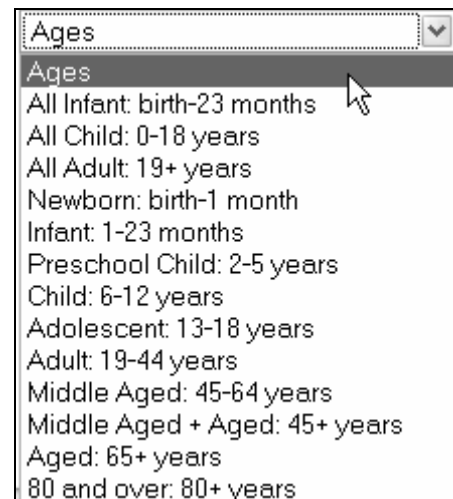 Ages
Ages
All Infant: birth-23 months
All Child: 0-18 years
All Adult: 19+ years
Newborn: birth-1 month
Infant: 1-23 months
Preschool Child: 2-5 years
Child: 6-12 years
Adolescent: 13-18 years
Adult: 19-44 years
Middle Aged: 45-64 years
Middle Aged + Aged: 45+ years
Aged: 65+ years
80 and over: 80+ years